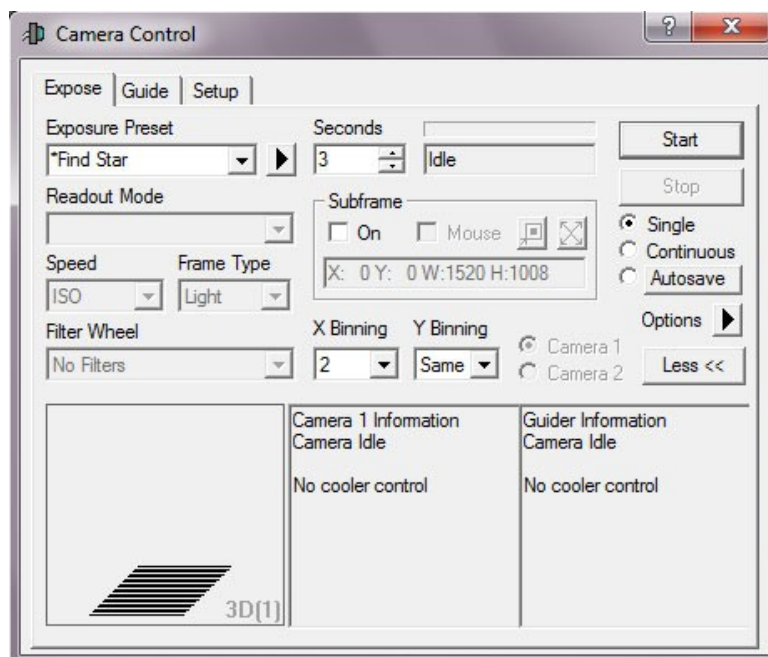 Camera Control
Expose Guide Setup
Exposure Preset
*Find Star
Seconds
3
Idle
Start
Stop
Readout Mode
Subframe
On Mouse
X: 0 Y: 0 W:1520 H:1008
Single
Continuous
Autosave
Speed Frame Type
ISO Light
Options
Filter Wheel
No Filters
X Binning Y Binning
2 Same
Camera 1
Camera 2
Less <<
3D(1)
Camera 1 Information
Camera Idle
No cooler control
Guider Information
Camera Idle
No cooler control